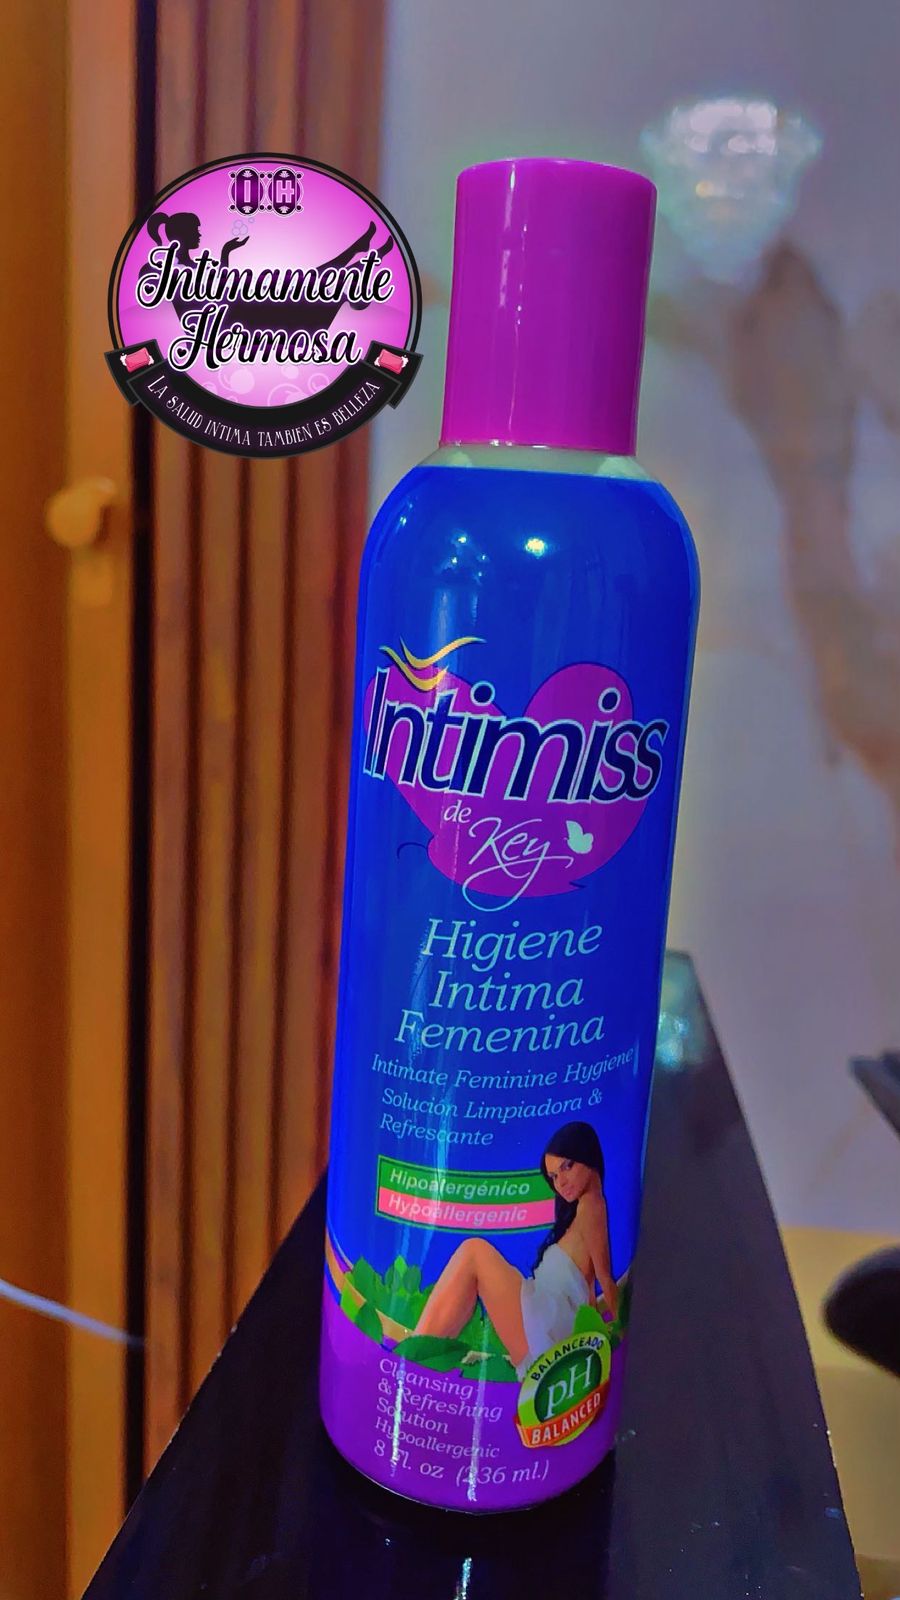 IH
Intimamente
Hermosa
LA SALUD INTIMA TAMBIEN ES BELLEZA
Intimiss
de
Key
Higiene
Intima
Femenina
Intimate Feminine Hygiene
Solución Limpiadora &
Refrescante
Hipoalergénico
Hypoallergenic
BALANCEADO
pH
BALANCED
Cleansing
& Refreshing
Solution
Hypoallergenic
8 Fl. oz (236 ml.)